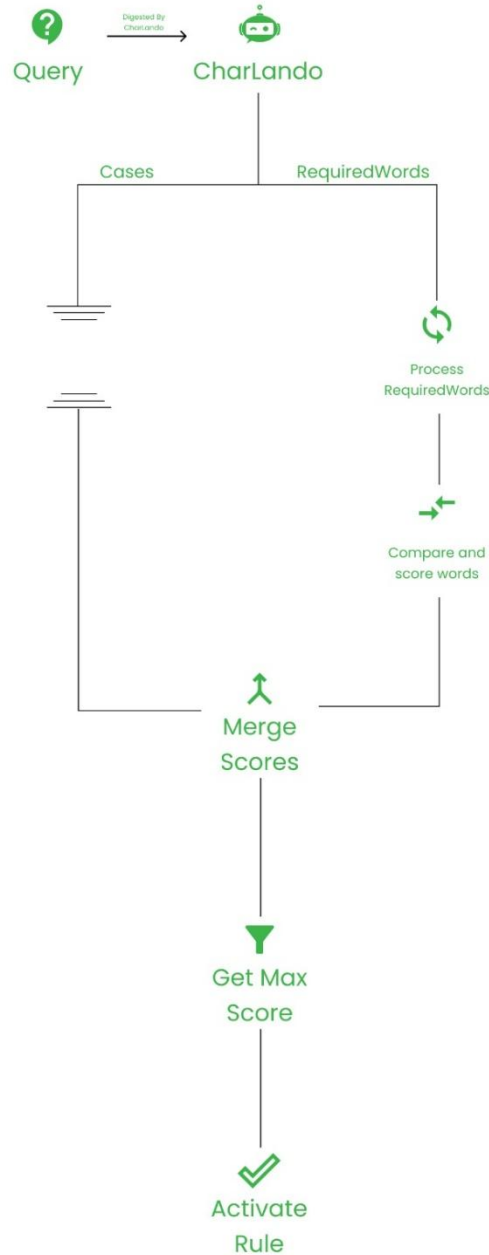 Digested By
CharLando
Query
CharLando
Cases
RequiredWords
Process
RequiredWords
Compare and
score words
Merge
Scores
Get Max
Score
Activate
Rule